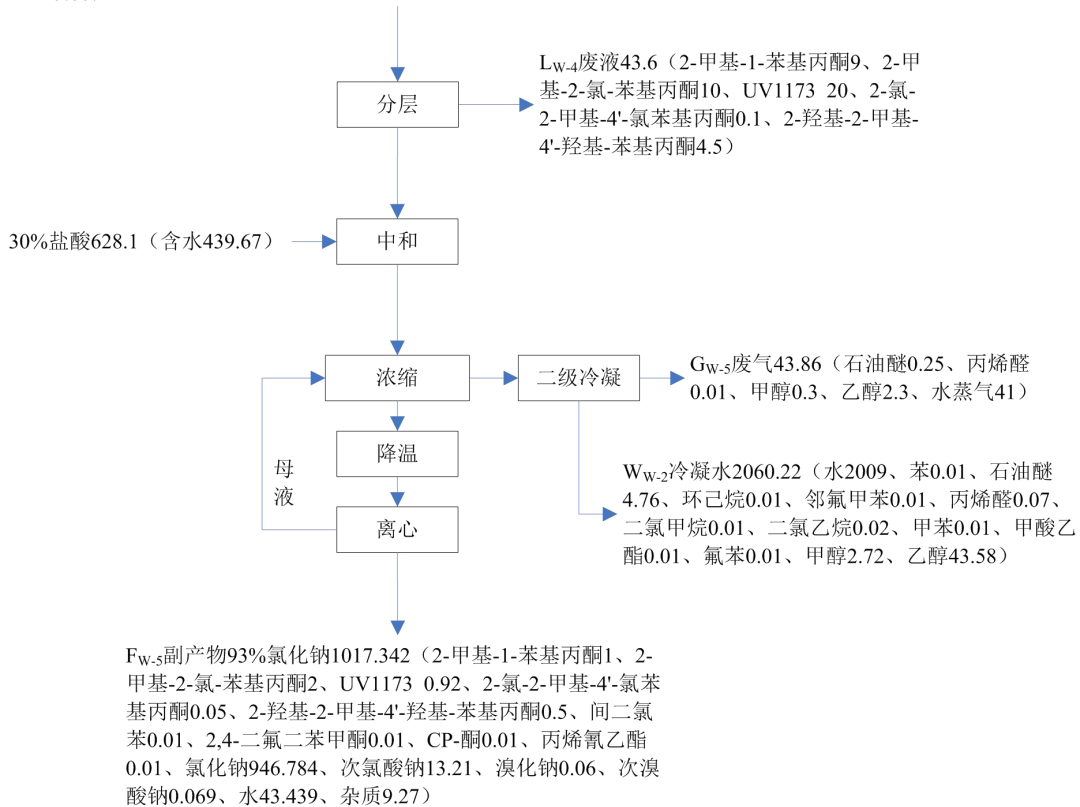 分层
L_W-4废液43.6（2-甲基-1-苯基丙酮9、2-甲
基-2-氯-苯基丙酮10、UV1173 20、2-氯-
2-甲基-4'-氯苯基丙酮0.1、2-羟基-2-甲基-
4'-羟基-苯基丙酮4.5）
30%盐酸628.1（含水439.67）
中和
浓缩
二级冷凝
G_W-5废气43.86（石油醚0.25、丙烯醛
0.01、甲醇0.3、乙醇2.3、水蒸气41）
母
液
降温
离心
W_W-2冷凝水2060.22（水2009、苯0.01、石油醚
4.76、环己烷0.01、邻氟甲苯0.01、丙烯醛0.07、
二氯甲烷0.01、二氯乙烷0.02、甲苯0.01、甲酸乙
酯0.01、氟苯0.01、甲醇2.72、乙醇43.58）
F_W-5副产物93%氯化钠1017.342（2-甲基-1-苯基丙酮1、2-
甲基-2-氯-苯基丙酮2、UV1173 0.92、2-氯-2-甲基-4'-氯苯
基丙酮0.05、2-羟基-2-甲基-4'-羟基-苯基丙酮0.5、间二氯
苯0.01、2,4-二氟二苯甲酮0.01、CP-酮0.01、丙烯氰乙酯
0.01、氯化钠946.784、次氯酸钠13.21、溴化钠0.06、次溴
酸钠0.069、水43.439、杂质9.27）